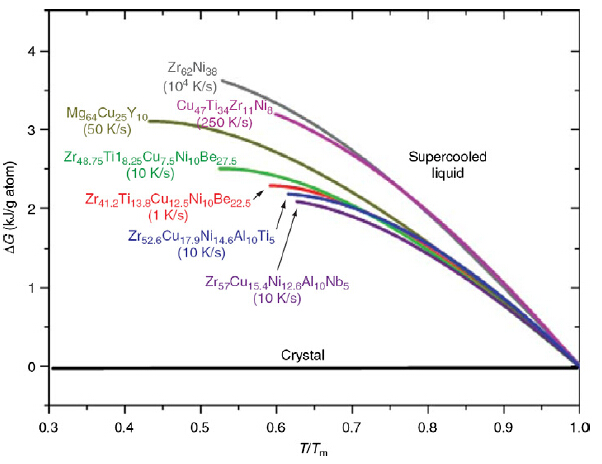 4
3
2
1
0
ΔG (kJ/g atom)
Zr₆₂Ni₃₈
(10⁴ K/s)
Cu₄₇Ti₃₄Zr₁₁Ni₈
(250 K/s)
Mg₆₄Cu₂₅Y₁₀
(50 K/s)
Supercooled
liquid
Zr₄₈.₇₅Ti1₈.₂₅Cu₇.₅Ni₁₀Be₂₇.₅
(10 K/s)
Zr₄₁.₂Ti₁₃.₈Cu₁₂.₅Ni₁₀Be₂₂.₅
(1 K/s)
Zr₅₂.₆Cu₁₇.₉Ni₁₄.₆Al₁₀Ti₅
(10 K/s)
Zr₅₇Cu₁₅.₄Ni₁₂.₆Al₁₀Nb₅
(10 K/s)
Crystal
0.3 0.4 0.5 0.6 0.7 0.8 0.9 1.0
T/Tₘ